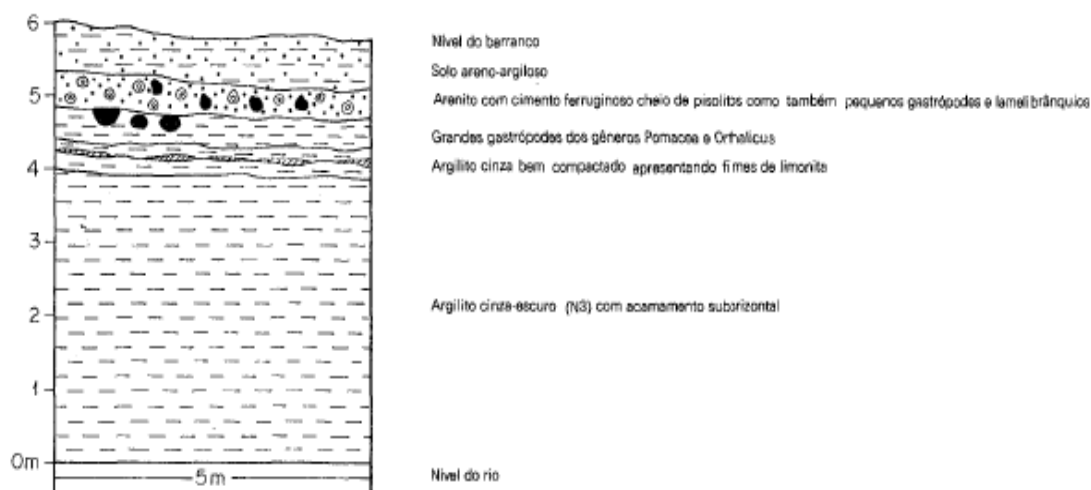 6
Nível do barranco
Solo areno-argiloso
5
Arenito com cimento ferruginoso cheio de pisolitos como também pequenos gastrópodes e lamelibrânquios
Grandes gastrópodes dos gêneros Pomacea e Orthalicus
4
Argilito cinza bem compactado apresentando filmes de limonita
3
2
Argilito cinza-escuro (N3) com acamamento suborizontal
1
0m
5m
Nível do rio